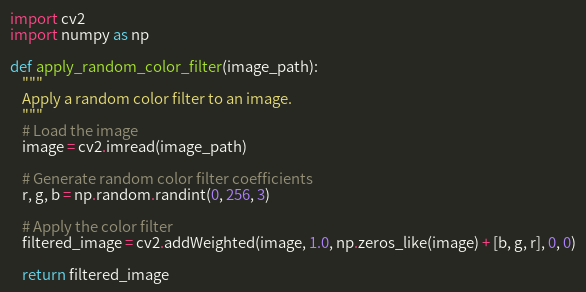 import cv2
import numpy as np
def apply_random_color_filter(image_path):
"""
Apply a random color filter to an image.
"""
# Load the image
image = cv2.imread(image_path)
# Generate random color filter coefficients
r, g, b = np.random.randint(0, 256, 3)
# Apply the color filter
filtered_image = cv2.addWeighted(image, 1.0, np.zeros_like(image) + [b, g, r], 0, 0)
return filtered_image